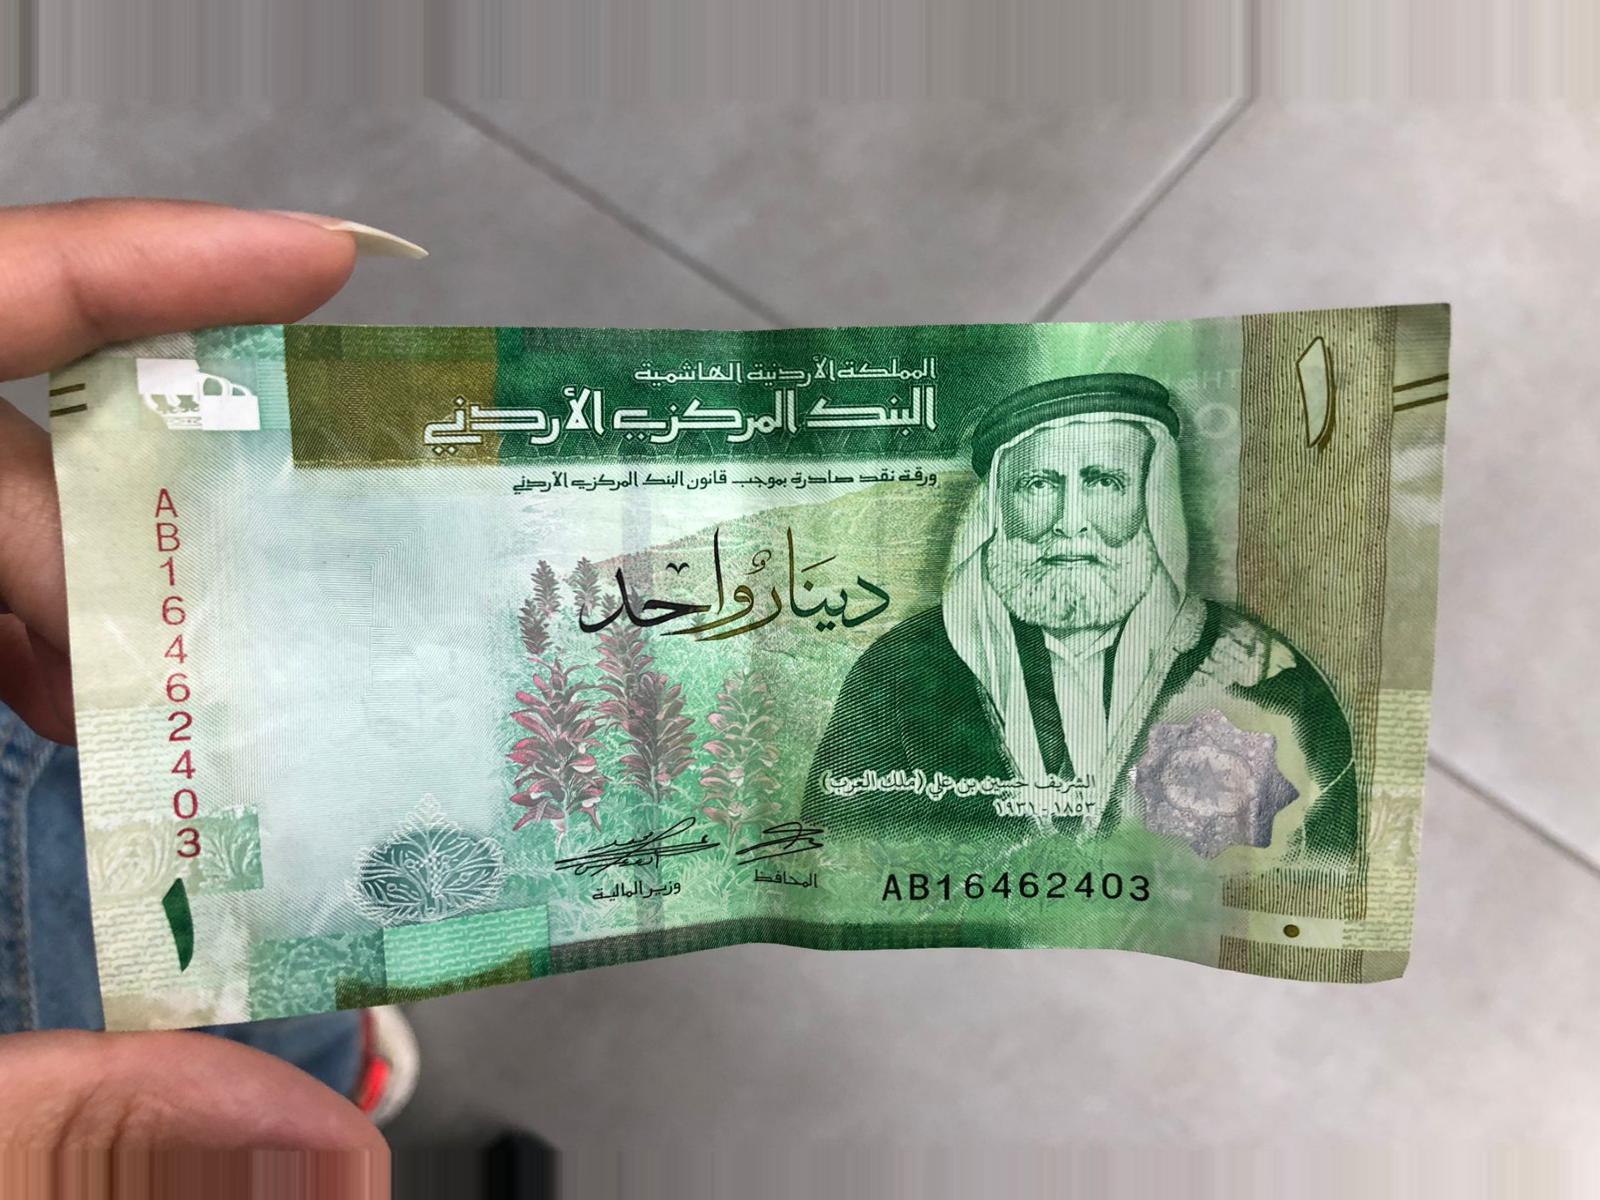 المملكة الأردنية الهاشمية
البنك المركزي الأردني
ورقة نقد صادرة بموجب قانون البنك المركزي الأردني
دينار واحد
١
AB16462403
الشريف حسين بن علي (ملك العرب)
١٨٥٣ - ١٩٣١
المحافظ
وزير المالية
AB16462403
١